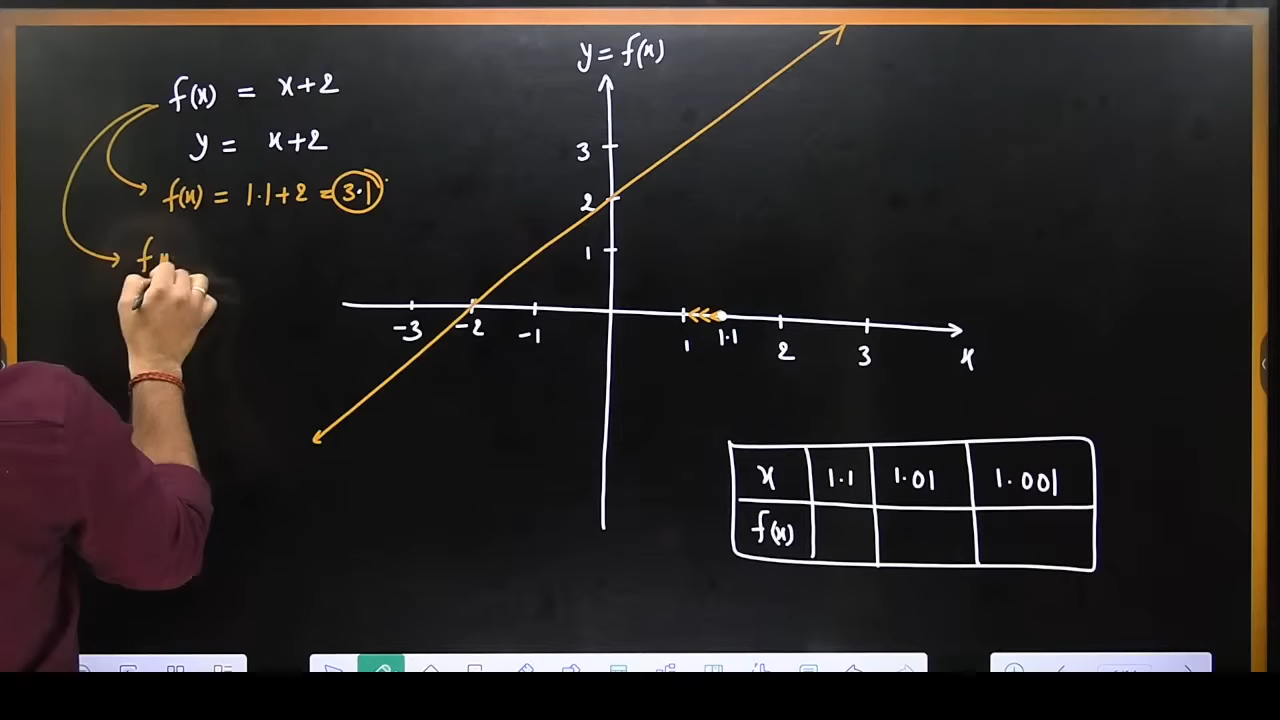 f(x) = x+2
y = x+2
f(x) = 1.1+2 = 3.1
f
y = f(x)
3
2
1
-3 -2 -1 1 1.1 2 3 x
x 1.1 1.01 1.001
f(x)